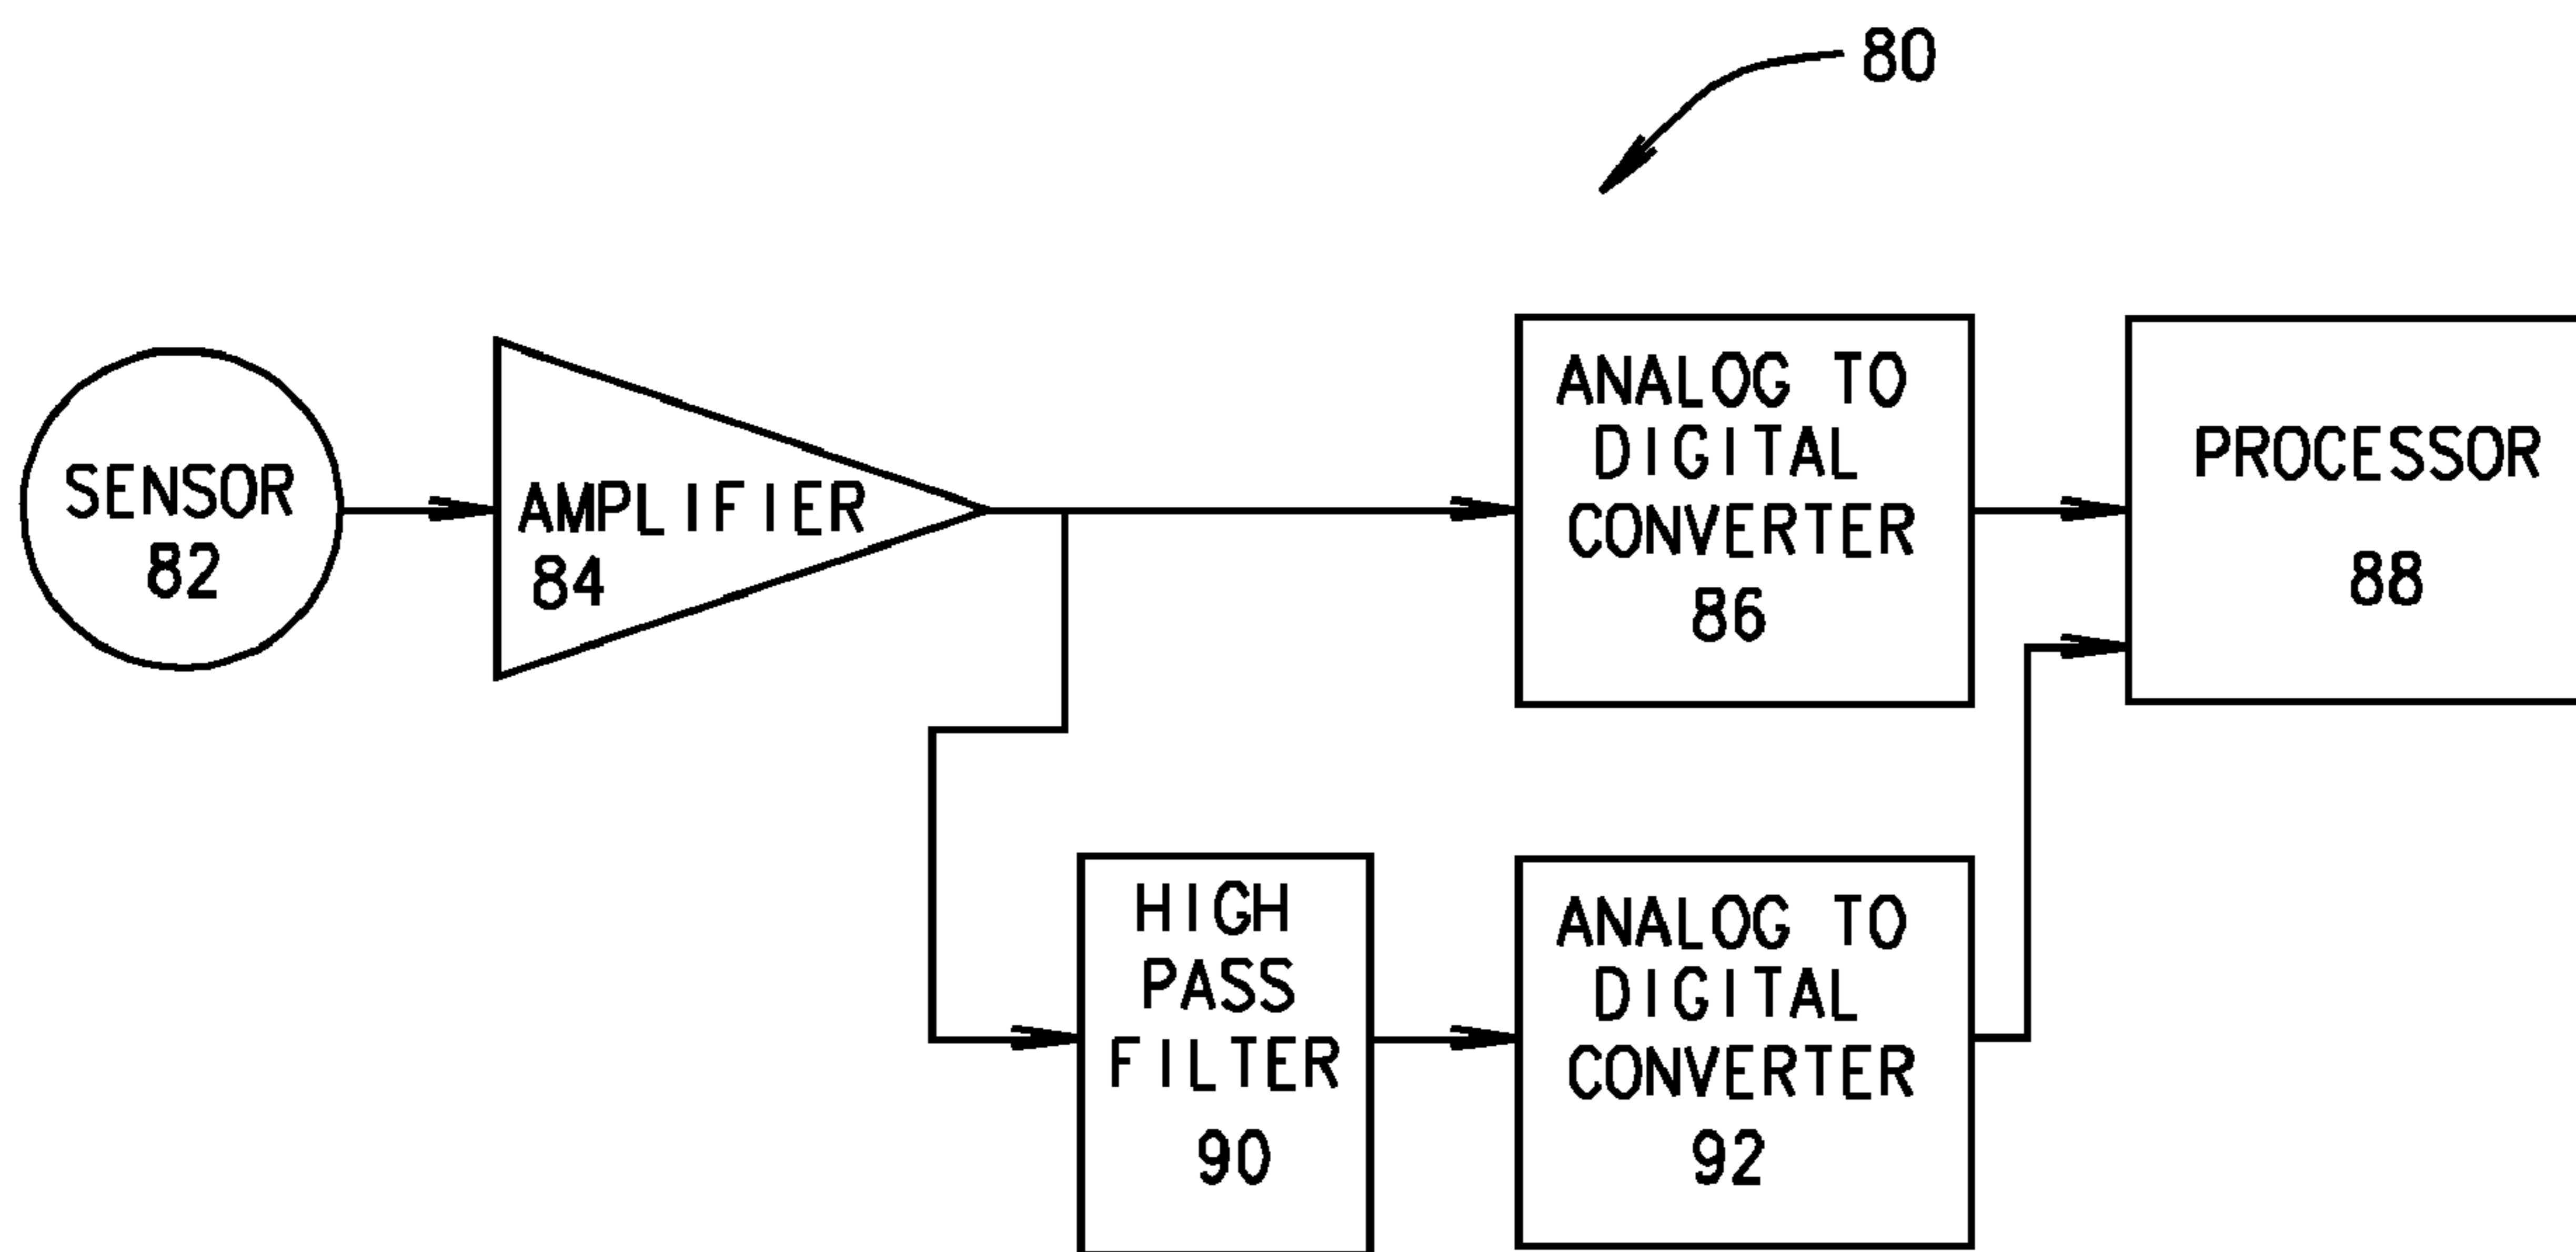 80
SENSOR
82
AMPLIFIER
84
ANALOG TO
DIGITAL
CONVERTER
86
PROCESSOR
88
HIGH
PASS
FILTER
90
ANALOG TO
DIGITAL
CONVERTER
92